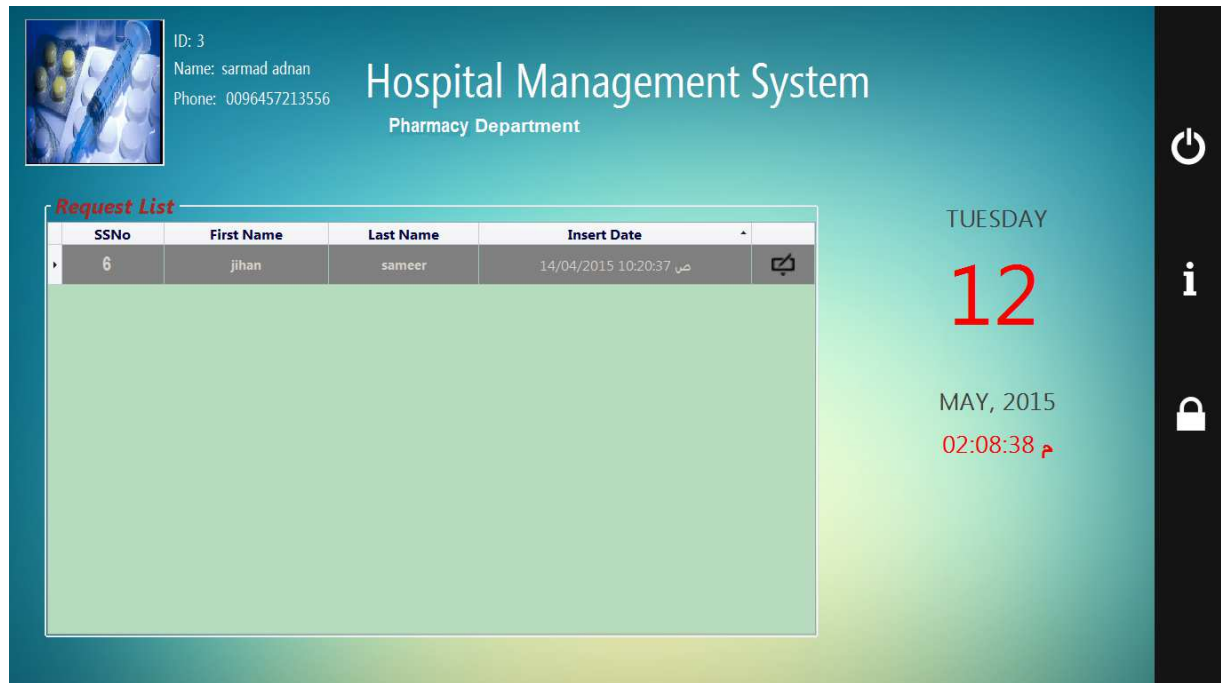 ID: 3
Name: sarmad adnan
Phone: 0096457213556
Hospital Management System
Pharmacy Department
Request List
SSNo First Name Last Name Insert Date
6 jihan sameer 14/04/2015 10:20:37 ص
TUESDAY
12
MAY, 2015
02:08:38 م